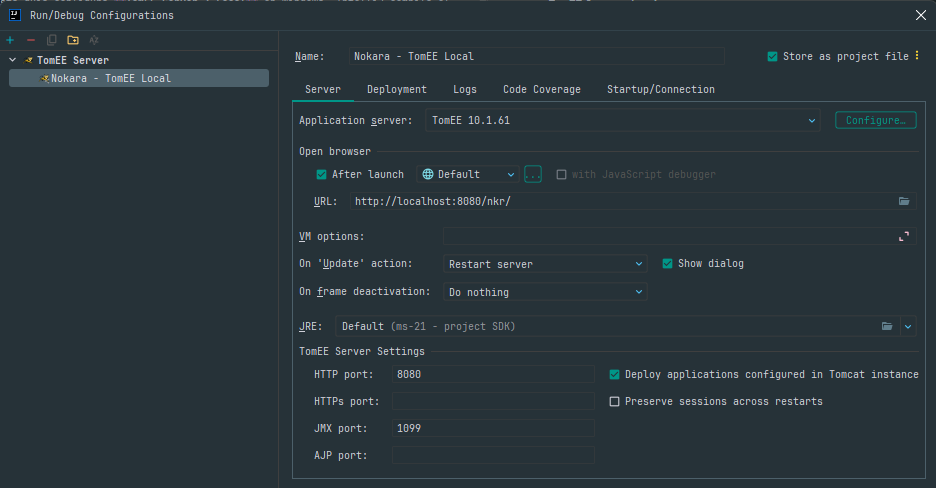 Run/Debug Configurations
TomEE Server
Nokara - TomEE Local
Name: Nokara - TomEE Local
Store as project file
Server Deployment Logs Code Coverage Startup/Connection
Application server: TomEE 10.1.61 Configure…
Open browser
After launch Default ... with JavaScript debugger
URL: http://localhost:8080/nkr/
VM options:
On 'Update' action: Restart server Show dialog
On frame deactivation: Do nothing
JRE: Default (ms-21 - project SDK)
TomEE Server Settings
HTTP port: 8080 Deploy applications configured in Tomcat instance
HTTPs port: Preserve sessions across restarts
JMX port: 1099
AJP port: